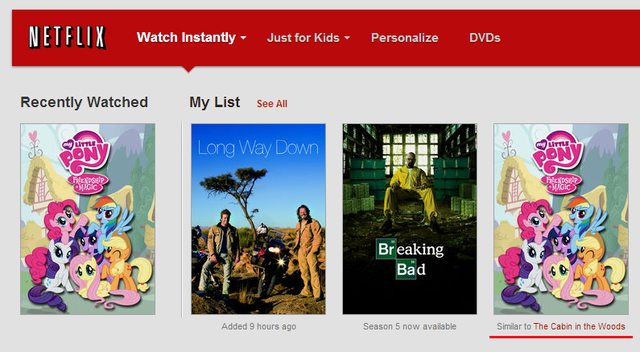 NETFLIX
Watch Instantly
Just for Kids
Personalize
DVDs
Recently Watched
My List
See All
my
LITTLE
PONY
FRIENDSHIP
is
MAGIC
Long Way Down
Breaking
Bad
my
LITTLE
PONY
FRIENDSHIP
is
MAGIC
Added 9 hours ago
Season 5 now available
Similar to The Cabin in the Woods